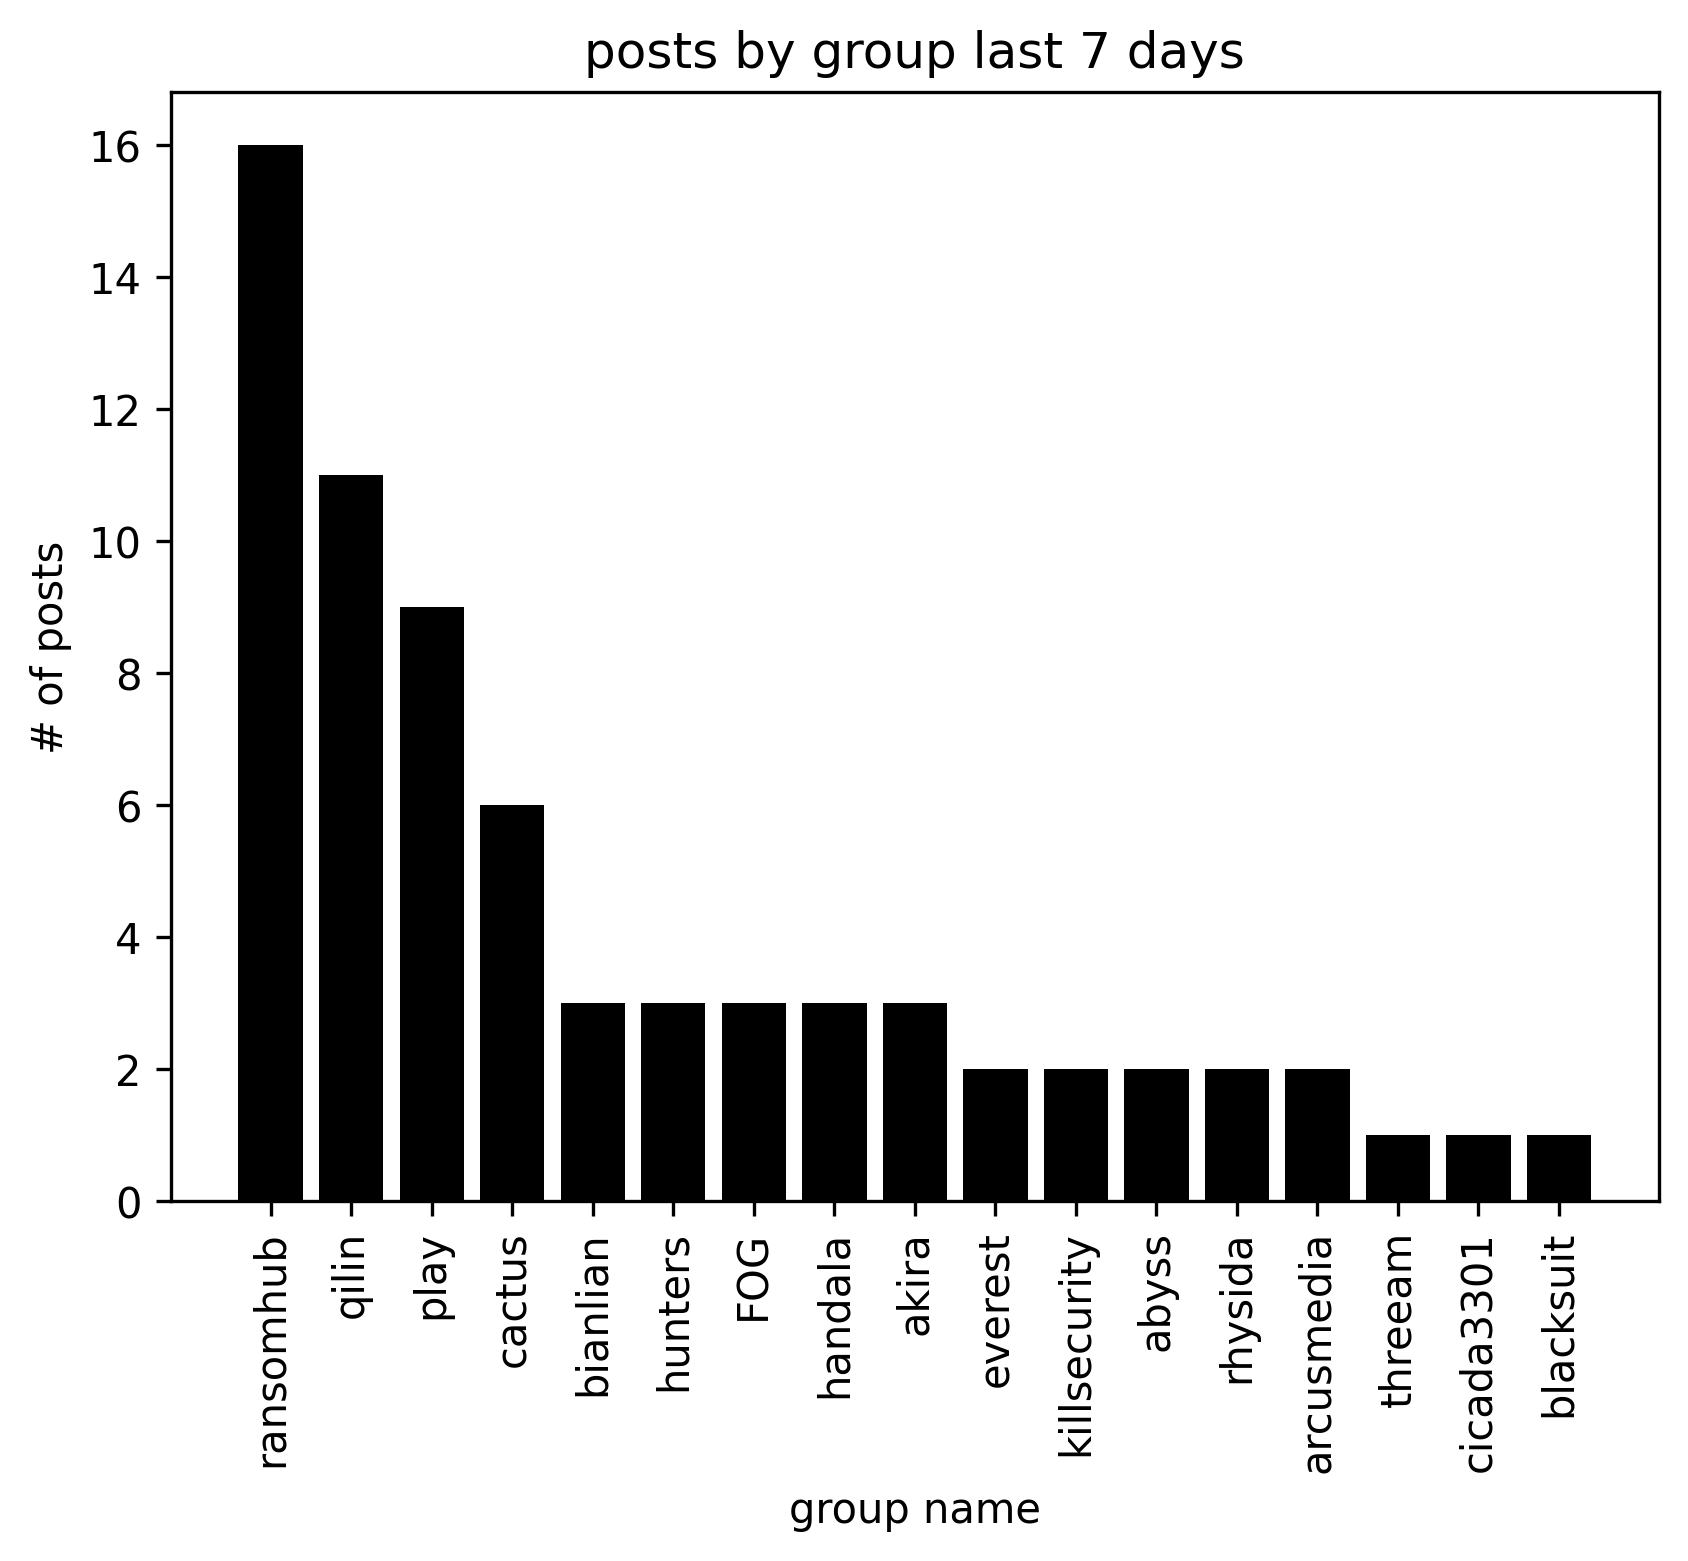 posts by group last 7 days
# of posts
16
14
12
10
8
6
4
2
0
ransomhub
qilin
play
cactus
bianlian
hunters
FOG
handala
akira
everest
killsecurity
abyss
rhysida
arcusmedia
threeam
cicada3301
blacksuit
group name